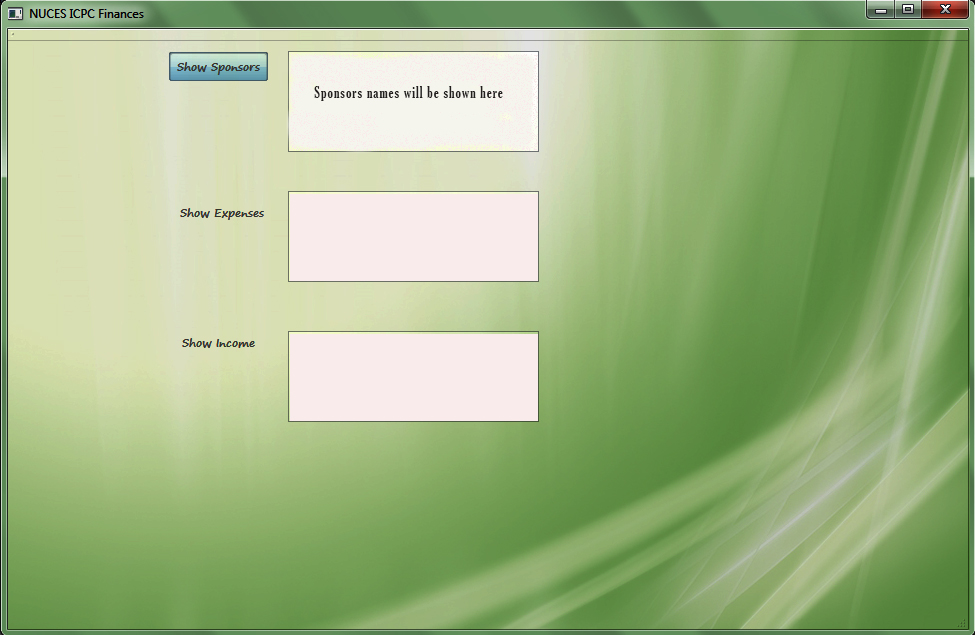 NUCES ICPC Finances
Show Sponsors
Sponsors names will be shown here
Show Expenses
Show Income